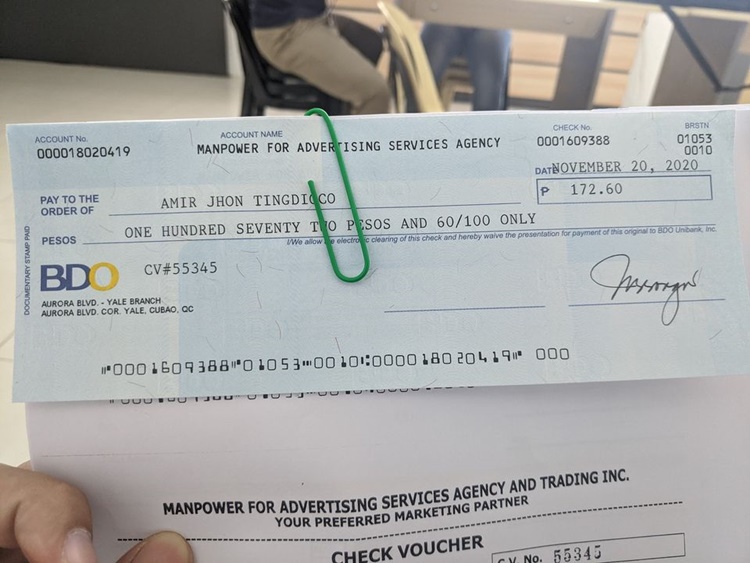 ACCOUNT No.
000018020419
ACCOUNT NAME
MANPOWER FOR ADVERTISING SERVICES AGENCY
CHECK No.
0001609388
BRSTN
01053
0010
DATE NOVEMBER 20, 2020
PAY TO THE
ORDER OF
AMIR JHON TINGDICCO
P 172.60
PESOS ONE HUNDRED SEVENTY TWO PESOS AND 60/100 ONLY
I/We allow the electronic clearing of this check and hereby waive the presentation for payment of this original to BDO Unibank, Inc.
DOCUMENTARY STAMP PAID
BDO
CV#55345
AURORA BLVD. - YALE BRANCH
AURORA BLVD. COR. YALE, CUBAO, QC
⑈0001609388⑈01053⑉0010⑆000018020419⑈ 000
MANPOWER FOR ADVERTISING SERVICES AGENCY AND TRADING INC.
YOUR PREFERRED MARKETING PARTNER
CHECK VOUCHER
C.V. No. 55345